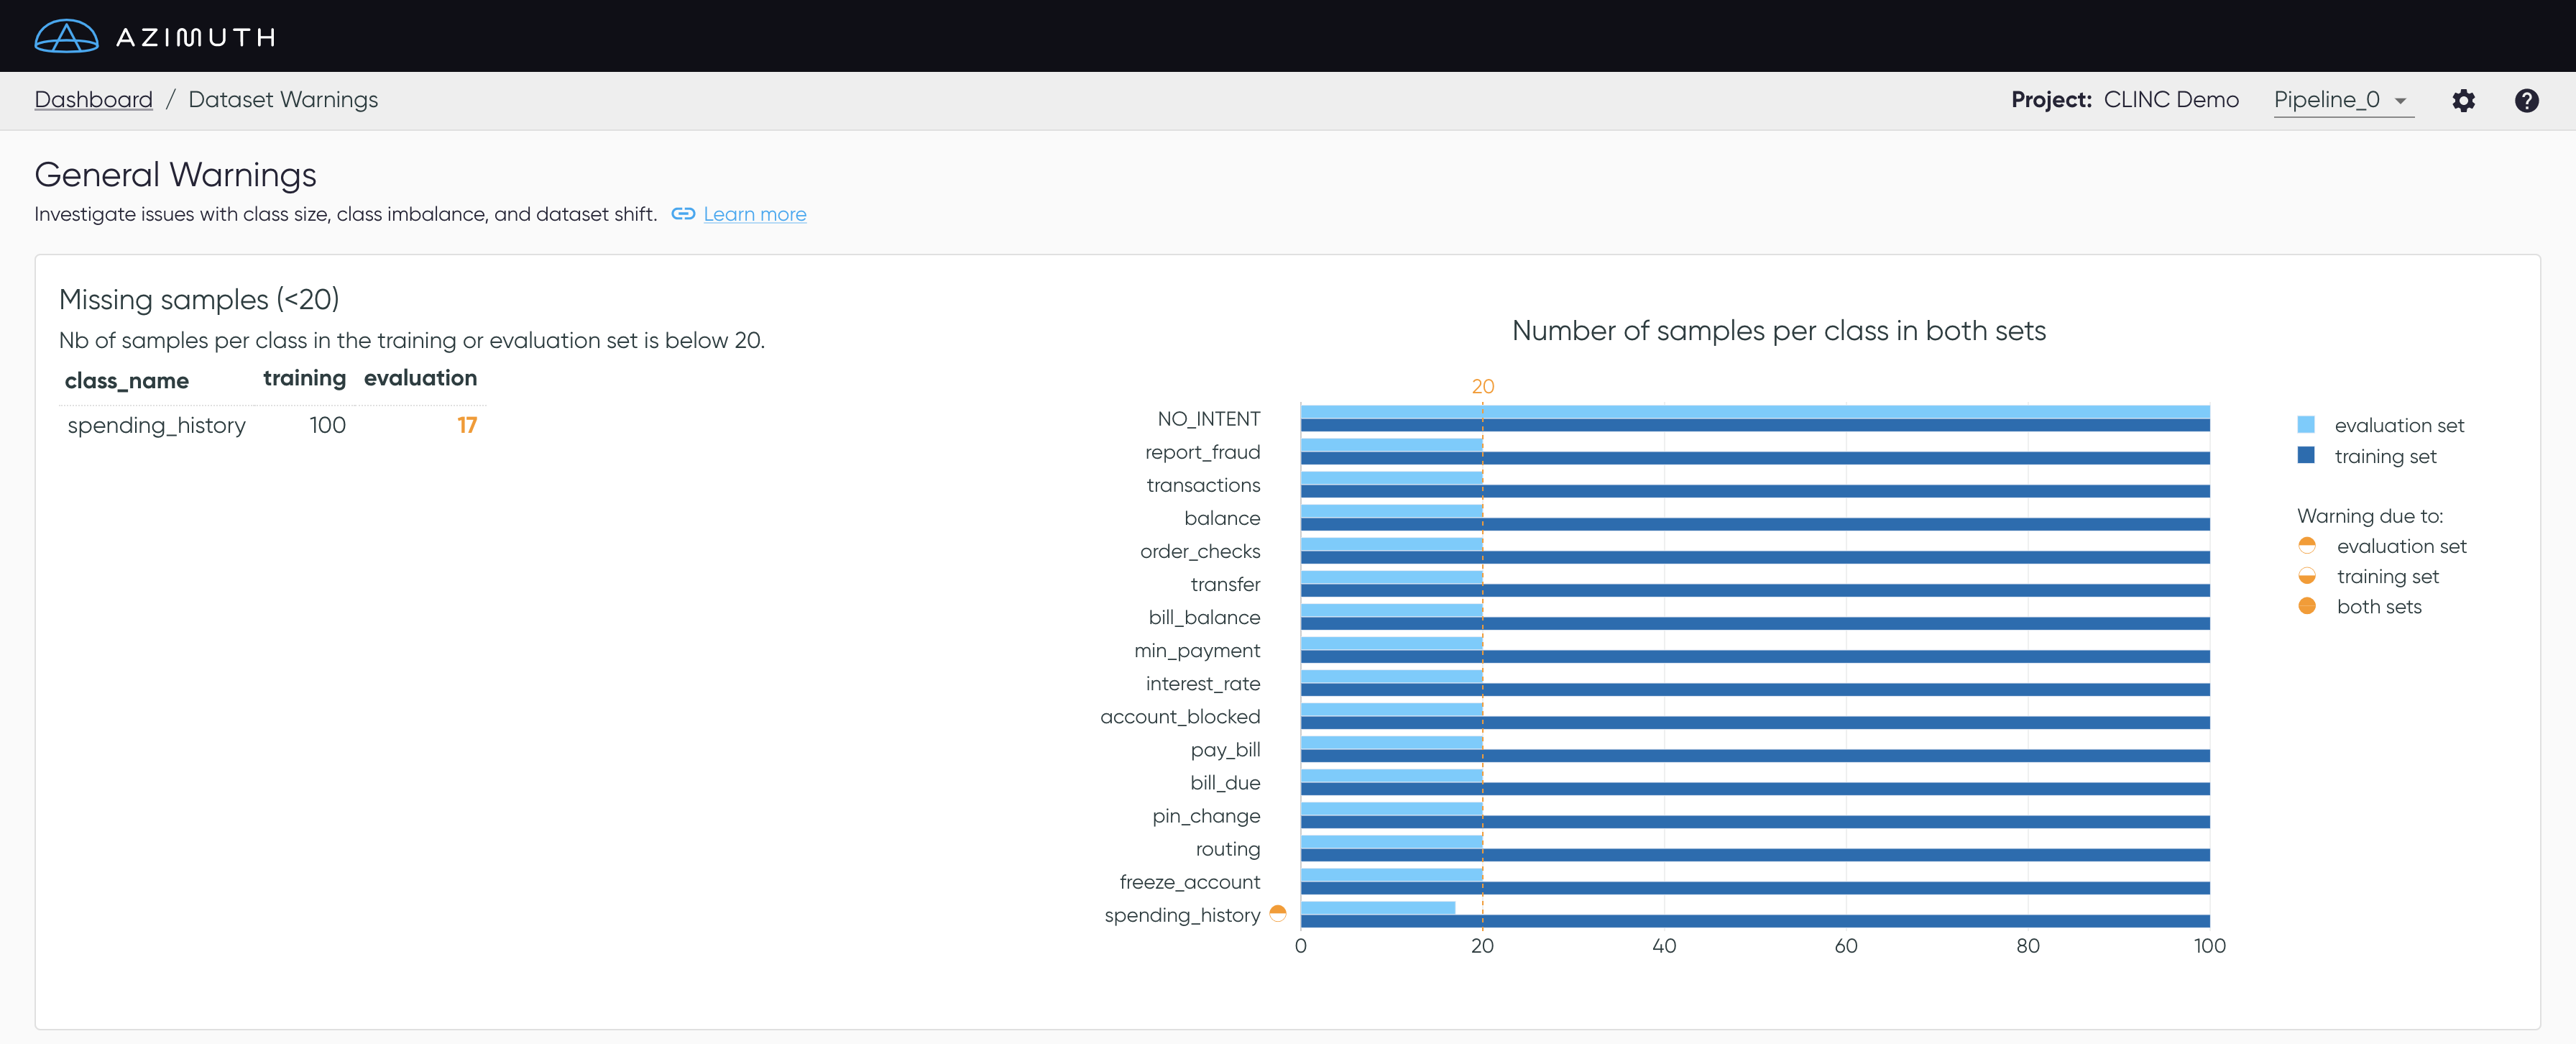 AZIMUTH
Dashboard / Dataset Warnings
Project: CLINC Demo Pipeline_0
General Warnings
Investigate issues with class size, class imbalance, and dataset shift. Learn more
Missing samples (<20)
Nb of samples per class in the training or evaluation set is below 20.
class_name training evaluation
spending_history 100 17
Number of samples per class in both sets
20
NO_INTENT
report_fraud
transactions
balance
order_checks
transfer
bill_balance
min_payment
interest_rate
account_blocked
pay_bill
bill_due
pin_change
routing
freeze_account
spending_history
0 20 40 60 80 100
evaluation set
training set
Warning due to:
evaluation set
training set
both sets